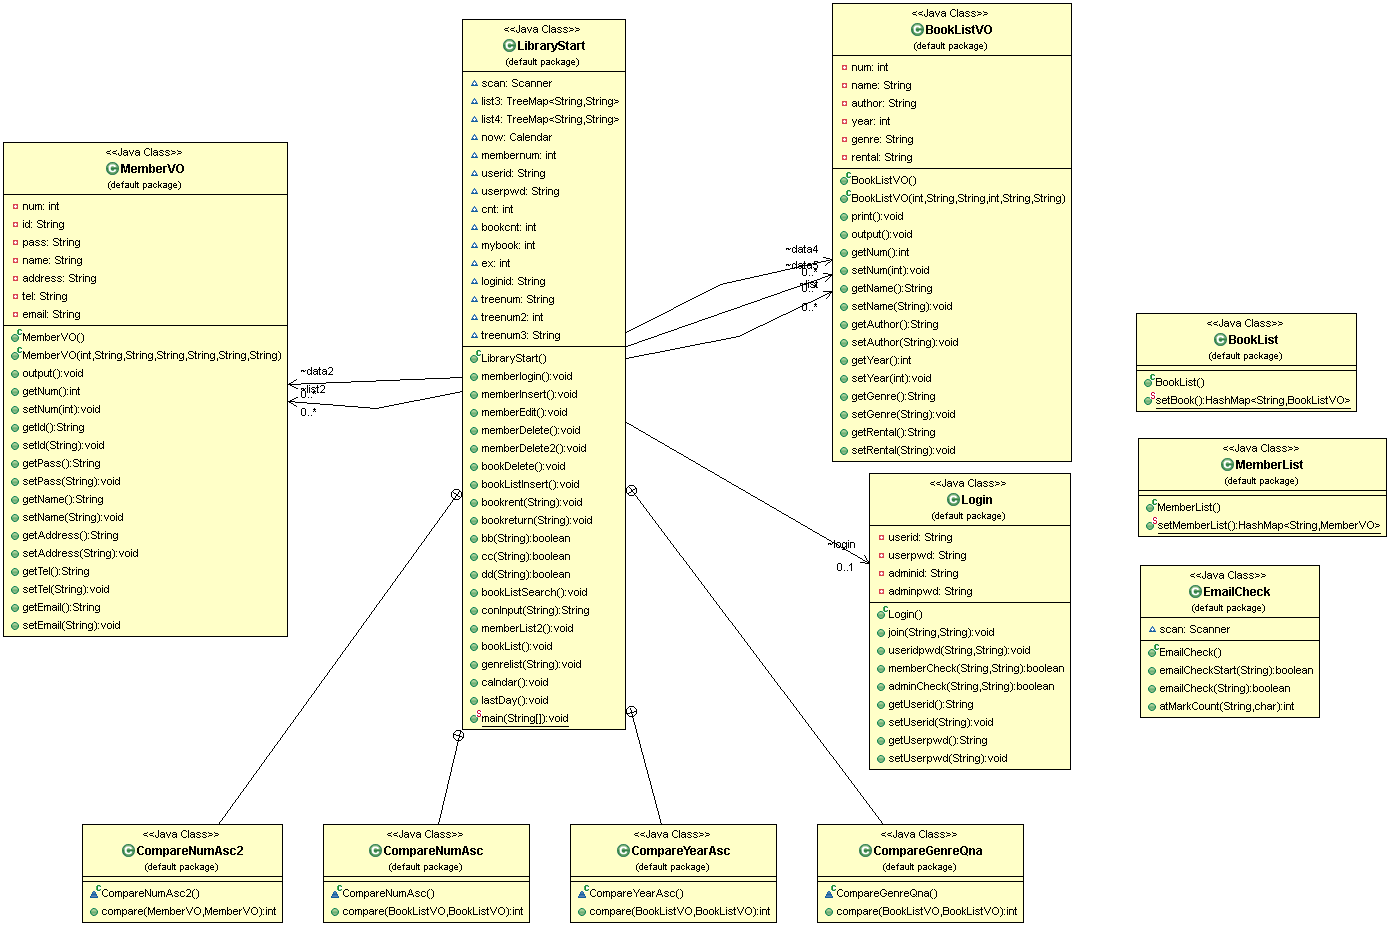 <<Java Class>>
MemberVO
(default package)
num: int
id: String
pass: String
name: String
address: String
tel: String
email: String
MemberVO()
MemberVO(int,String,String,String,String,String,String)
output():void
getNum():int
setNum(int):void
getId():String
setId(String):void
getPass():String
setPass(String):void
getName():String
setName(String):void
getAddress():String
setAddress(String):void
getTel():String
setTel(String):void
getEmail():String
setEmail(String):void
<<Java Class>>
LibraryStart
(default package)
scan: Scanner
list3: TreeMap<String,String>
list4: TreeMap<String,String>
now: Calendar
membernum: int
userid: String
userpwd: String
cnt: int
bookcnt: int
mybook: int
ex: int
loginid: String
treenum: String
treenum2: int
treenum3: String
LibraryStart()
memberlogin():void
memberInsert():void
memberEdit():void
memberDelete():void
memberDelete2():void
bookDelete():void
bookListInsert():void
bookrent(String):void
bookreturn(String):void
bb(String):boolean
cc(String):boolean
dd(String):boolean
bookListSearch():void
conInput(String):String
memberList2():void
bookList():void
genrelist(String):void
calndar():void
lastDay():void
main(String[]):void
~data2
0..*
~list2
0..*
~data4
0..*
~data5
0..*
~list
0..*
~login
0..1
<<Java Class>>
BookListVO
(default package)
num: int
name: String
author: String
year: int
genre: String
rental: String
BookListVO()
BookListVO(int,String,String,int,String,String)
print():void
output():void
getNum():int
setNum(int):void
getName():String
setName(String):void
getAuthor():String
setAuthor(String):void
getYear():int
setYear(int):void
getGenre():String
setGenre(String):void
getRental():String
setRental(String):void
<<Java Class>>
Login
(default package)
userid: String
userpwd: String
adminid: String
adminpwd: String
Login()
join(String,String):void
useridpwd(String,String):void
memberCheck(String,String):boolean
adminCheck(String,String):boolean
getUserid():String
setUserid(String):void
getUserpwd():String
setUserpwd(String):void
<<Java Class>>
BookList
(default package)
BookList()
setBook():HashMap<String,BookListVO>
<<Java Class>>
MemberList
(default package)
MemberList()
setMemberList():HashMap<String,MemberVO>
<<Java Class>>
EmailCheck
(default package)
scan: Scanner
EmailCheck()
emailCheckStart(String):boolean
emailCheck(String):boolean
atMarkCount(String,char):int
<<Java Class>>
CompareNumAsc2
(default package)
CompareNumAsc2()
compare(MemberVO,MemberVO):int
<<Java Class>>
CompareNumAsc
(default package)
CompareNumAsc()
compare(BookListVO,BookListVO):int
<<Java Class>>
CompareYearAsc
(default package)
CompareYearAsc()
compare(BookListVO,BookListVO):int
<<Java Class>>
CompareGenreQna
(default package)
CompareGenreQna()
compare(BookListVO,BookListVO):int